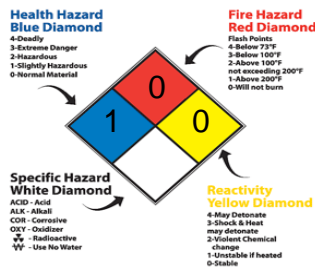 Health Hazard
Blue Diamond
4-Deadly
3-Extreme Danger
2-Hazardous
1-Slightly Hazardous
0-Normal Material
Fire Hazard
Red Diamond
Flash Points
4-Below 73°F
3-Below 100°F
2-Above 100°F
not exceeding 200°F
1-Above 200°F
0-Will not burn
0
1
0
Specific Hazard
White Diamond
ACID - Acid
ALK - Alkali
COR - Corrosive
OXY - Oxidizer
- Radioactive
W - Use No Water
Reactivity
Yellow Diamond
4-May Detonate
3-Shock & Heat
may detonate
2-Violent Chemical
change
1-Unstable if heated
0-Stable